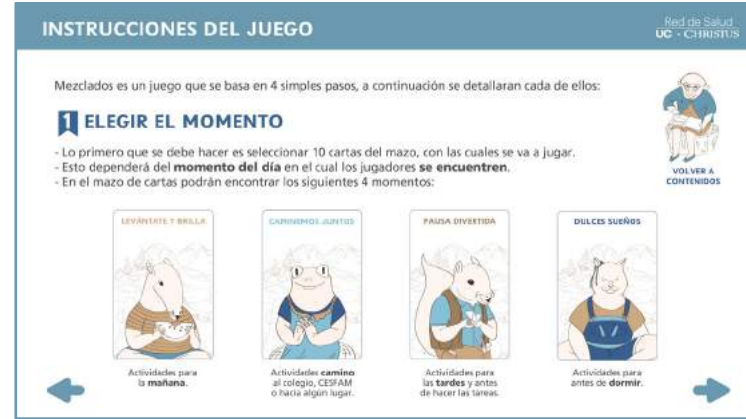 INSTRUCCIONES DEL JUEGO
Red de Salud
UC · CHRISTUS
Mezclados es un juego que se basa en 4 simples pasos, a continuación se detallaran cada de ellos:
1 ELEGIR EL MOMENTO
- Lo primero que se debe hacer es seleccionar 10 cartas del mazo, con las cuales se va a jugar.
- Esto dependerá del momento del día en el cual los jugadores se encuentren.
- En el mazo de cartas podrán encontrar los siguientes 4 momentos:
VOLVER A
CONTENIDOS
LEVÁNTATE Y BRILLA
CAMINEMOS JUNTOS
PAUSA DIVERTIDA
DULCES SUEÑOS
Actividades para
la mañana.
Actividades camino
al colegio, CESFAM
o hacia algún lugar.
Actividades para
las tardes y antes
de hacer las tareas.
Actividades para
antes de dormir.